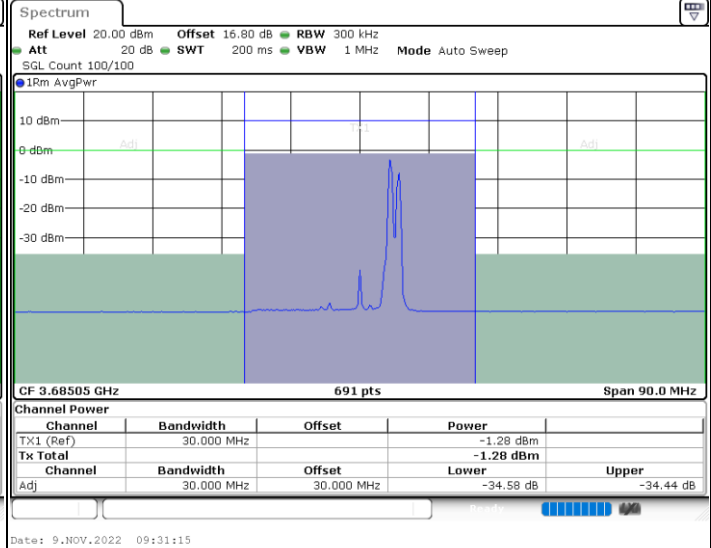 Spectrum
Ref Level 20.00 dBm Offset 16.80 dB RBW 300 kHz
Att 20 dB SWT 200 ms VBW 1 MHz Mode Auto Sweep
SGL Count 100/100
1Rm AvgPwr
10 dBm
TX1
Adj Adj
0 dBm
-10 dBm
-20 dBm
-30 dBm
CF 3.68505 GHz 691 pts Span 90.0 MHz
Channel Power
Channel Bandwidth Offset Power
TX1 (Ref) 30.000 MHz -1.28 dBm
Tx Total -1.28 dBm
Channel Bandwidth Offset Lower Upper
Adj 30.000 MHz 30.000 MHz -34.58 dB -34.44 dB
Ready
Date: 9.NOV.2022 09:31:15